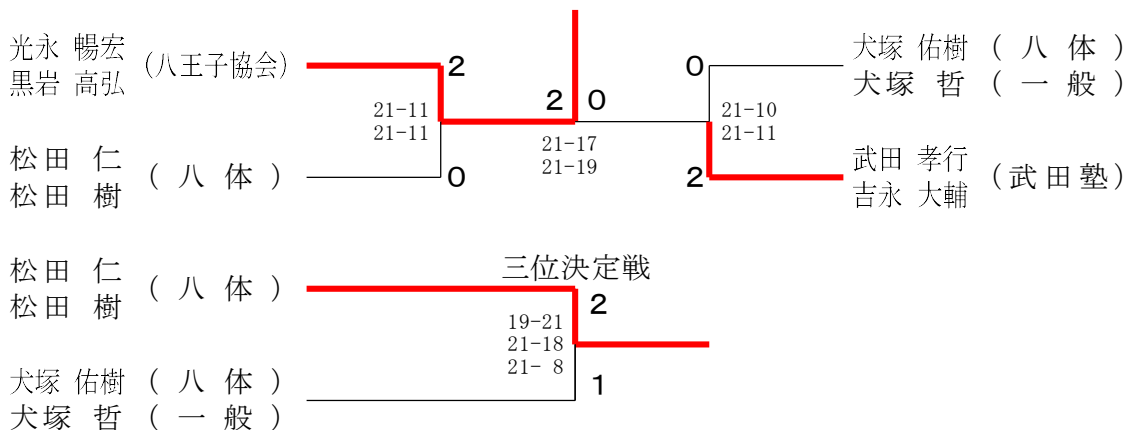 光永 暢宏
黒岩 高弘
(八王子協会)
2
21-11
21-11
松田 仁
松田 樹
( 八 体 )
0
2 0
21-17
21-19
0
21-10
21-11
2
犬塚 佑樹 ( 八 体 )
犬塚 哲 ( 一 般 )
武田 孝行
吉永 大輔
(武田塾)
三位決定戦
松田 仁
松田 樹
( 八 体 )
2
19-21
21-18
21- 8
1
犬塚 佑樹 ( 八 体 )
犬塚 哲 ( 一 般 )